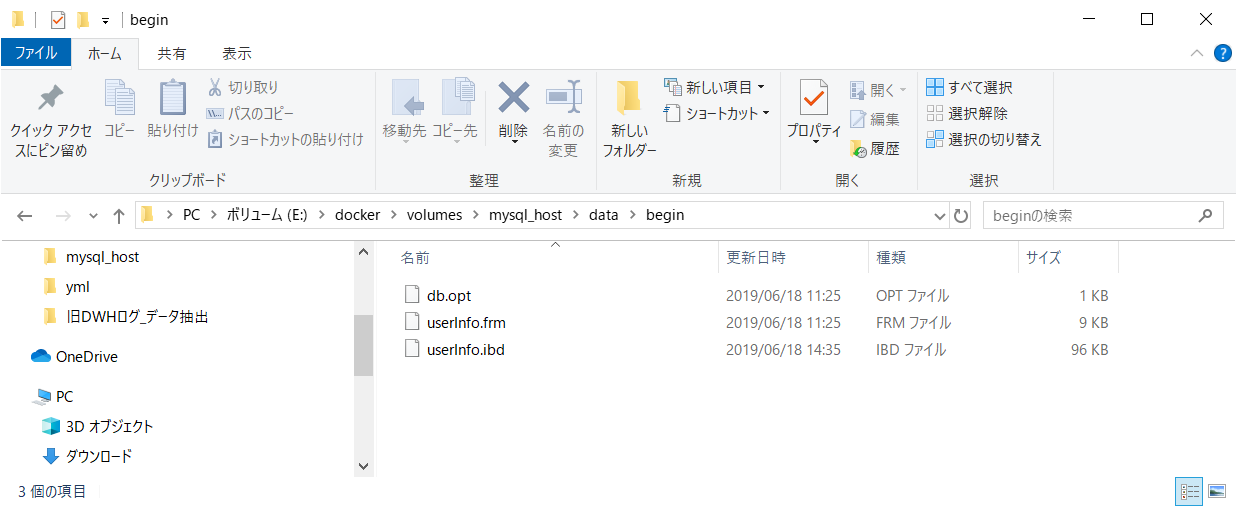 begin
ファイル ホーム 共有 表示
クイック アクセスにピン留め
コピー
貼り付け
切り取り
パスのコピー
ショートカットの貼り付け
クリップボード
移動先
コピー先
削除
名前の
変更
整理
新しい
フォルダー
新しい項目
ショートカット
新規
プロパティ
開く
編集
履歴
開く
すべて選択
選択解除
選択の切り替え
選択
PC ボリューム (E:) docker volumes mysql_host data begin
beginの検索
mysql_host
yml
旧DWHログ_データ抽出
OneDrive
PC
3D オブジェクト
ダウンロード
名前 更新日時 種類 サイズ
db.opt 2019/06/18 11:25 OPT ファイル 1 KB
userInfo.frm 2019/06/18 11:25 FRM ファイル 9 KB
userInfo.ibd 2019/06/18 14:35 IBD ファイル 96 KB
3 個の項目